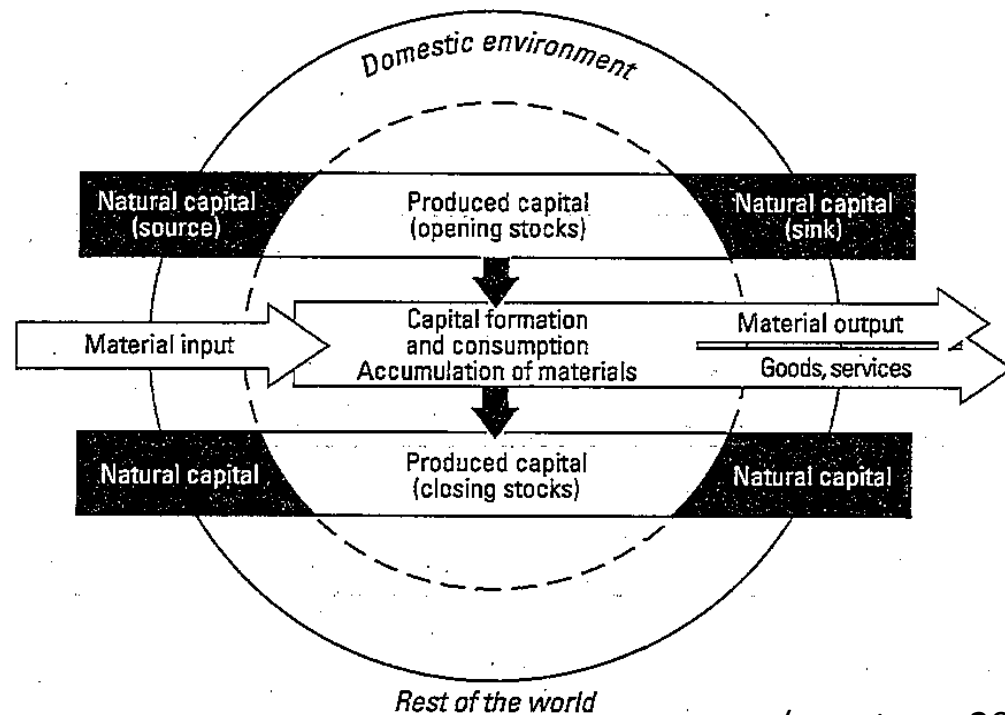 Domestic environment
Natural capital
(source)
Produced capital
(opening stocks)
Natural capital
(sink)
Material input
Capital formation
and consumption
Accumulation of materials
Material output
Goods, services
Natural capital
Produced capital
(closing stocks)
Natural capital
Rest of the world